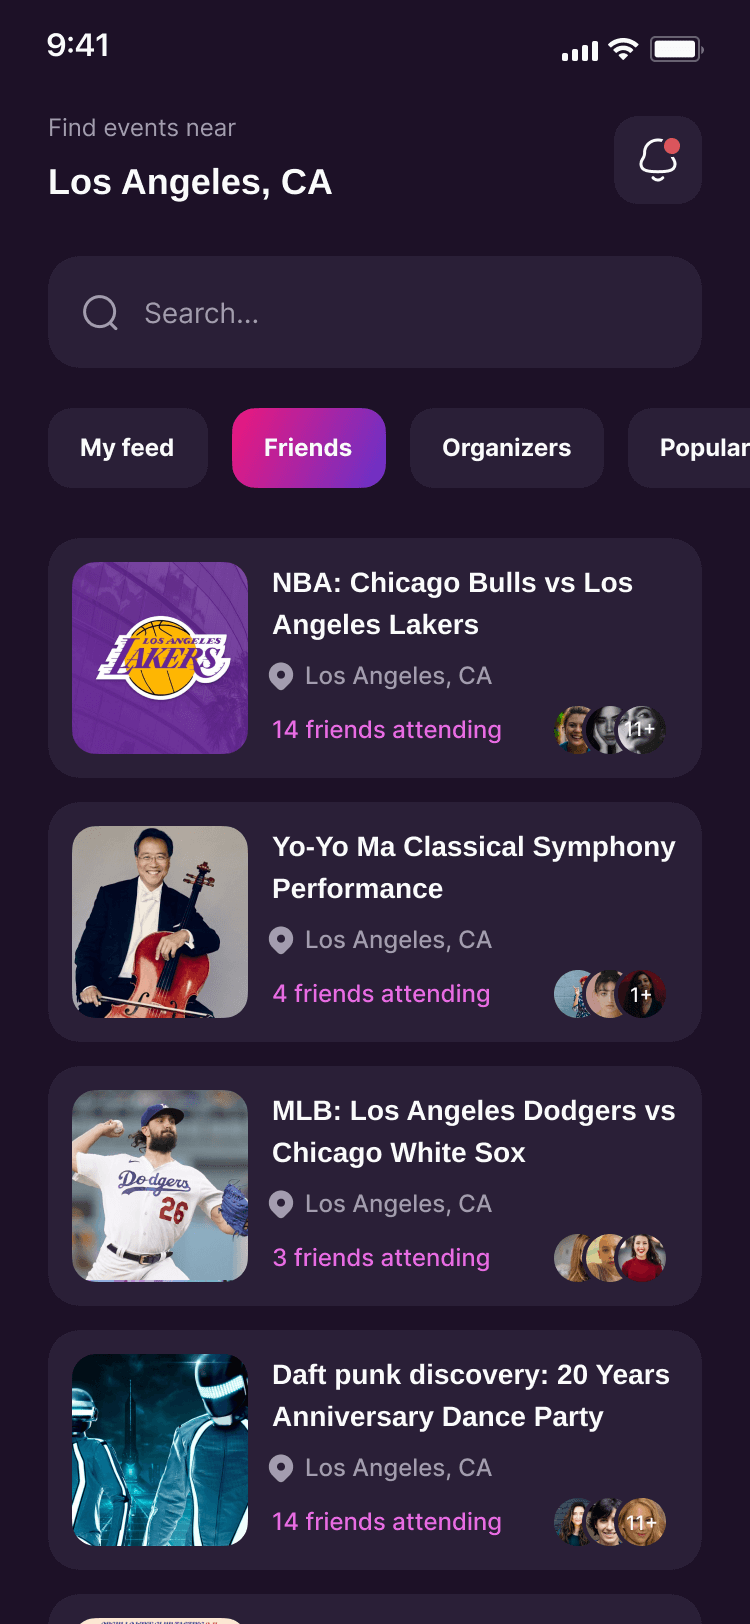 9:41
Find events near
Los Angeles, CA
Search...
My feed
Friends
Organizers
Popular
NBA: Chicago Bulls vs Los
Angeles Lakers
LOS ANGELES
LAKERS
Los Angeles, CA
14 friends attending
11+
Yo-Yo Ma Classical Symphony
Performance
Los Angeles, CA
4 friends attending
1+
MLB: Los Angeles Dodgers vs
Chicago White Sox
Dodgers
26
Los Angeles, CA
3 friends attending
Daft punk discovery: 20 Years
Anniversary Dance Party
Los Angeles, CA
14 friends attending
11+